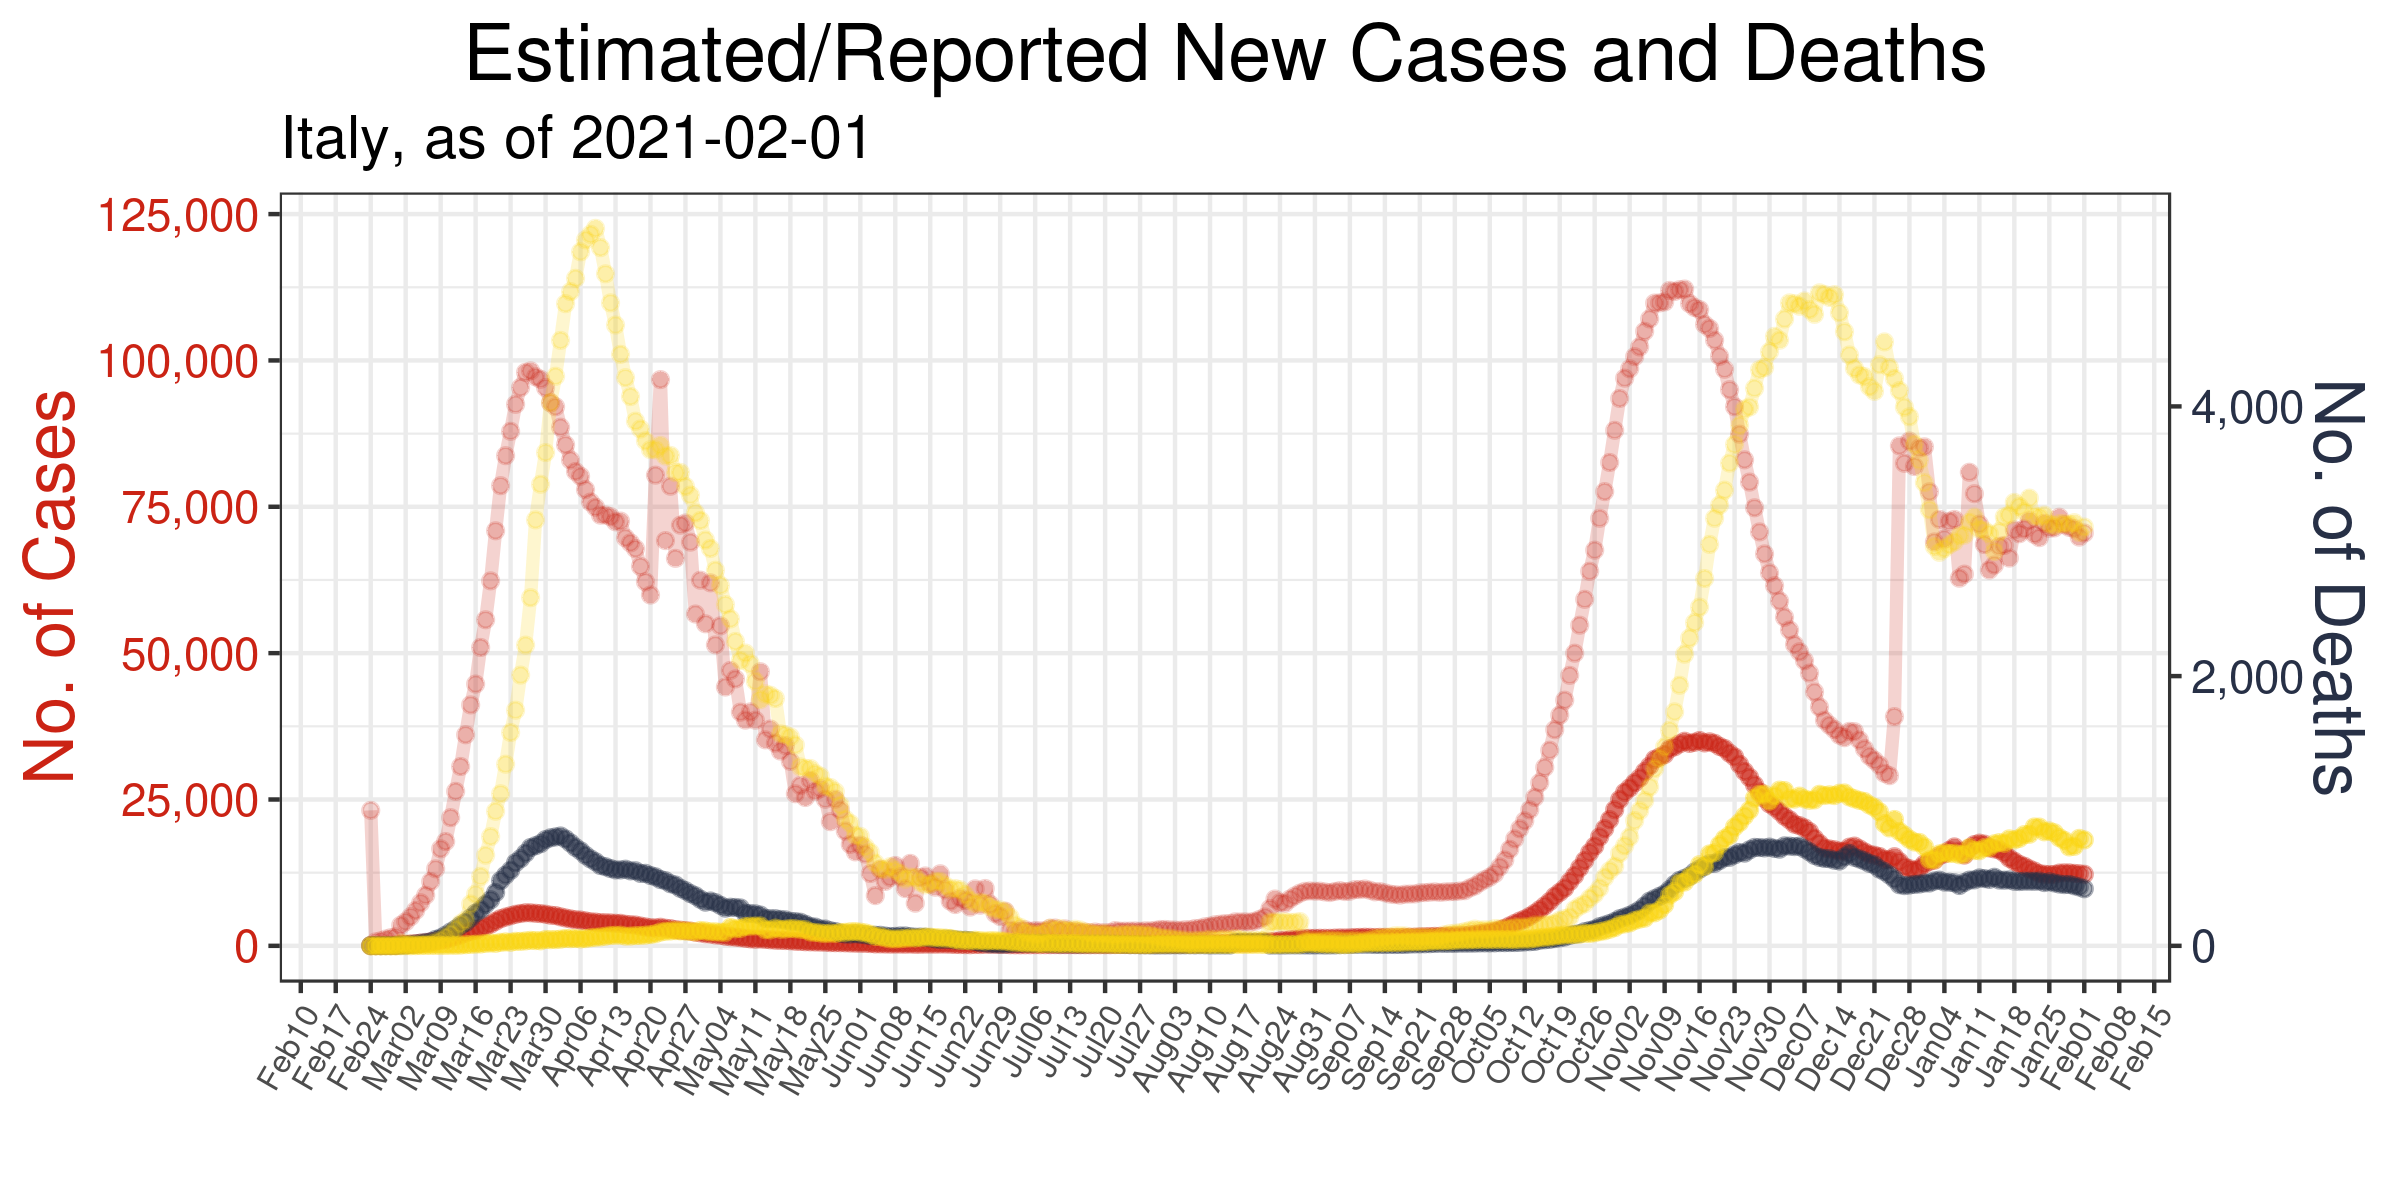 Estimated/Reported New Cases and Deaths
Italy, as of 2021-02-01
No. of Cases
125,000
100,000
75,000
50,000
25,000
0
4,000
2,000
0
No. of Deaths
Feb10
Feb17
Feb24
Mar02
Mar09
Mar16
Mar23
Mar30
Apr06
Apr13
Apr20
Apr27
May04
May11
May18
May25
Jun01
Jun08
Jun15
Jun22
Jun29
Jul06
Jul13
Jul20
Jul27
Aug03
Aug10
Aug17
Aug24
Aug31
Sep07
Sep14
Sep21
Sep28
Oct05
Oct12
Oct19
Oct26
Nov02
Nov09
Nov16
Nov23
Nov30
Dec07
Dec14
Dec21
Dec28
Jan04
Jan11
Jan18
Jan25
Feb01
Feb08
Feb15